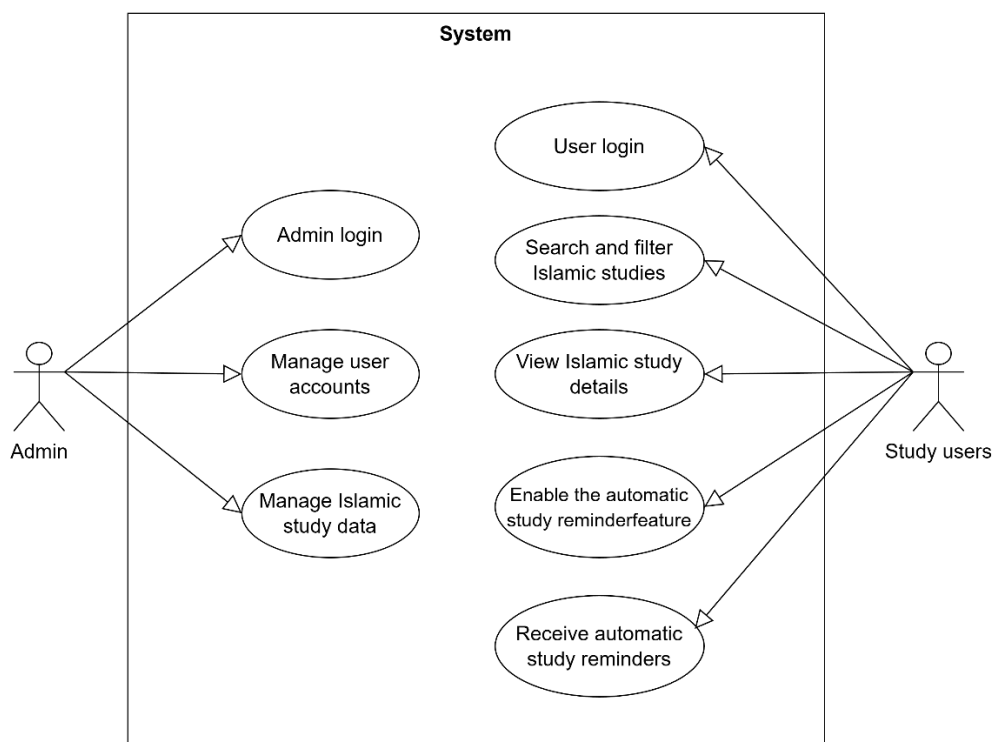 System
User login
Admin login
Search and filter
Islamic studies
Manage user
accounts
View Islamic study
details
Admin
Study users
Manage Islamic
study data
Enable the automatic
study reminderfeature
Receive automatic
study reminders